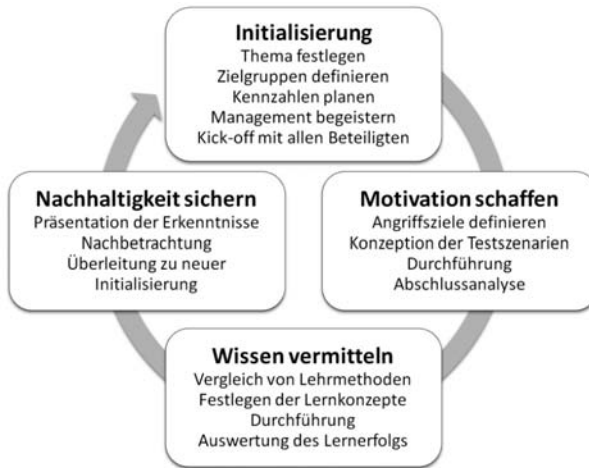 Initialisierung
Thema festlegen
Zielgruppen definieren
Kennzahlen planen
Management begeistern
Kick-off mit allen Beteiligten
Motivation schaffen
Angriffsziele definieren
Konzeption der Testszenarien
Durchführung
Abschlussanalyse
Wissen vermitteln
Vergleich von Lehrmethoden
Festlegen der Lernkonzepte
Durchführung
Auswertung des Lernerfolgs
Nachhaltigkeit sichern
Präsentation der Erkenntnisse
Nachbetrachtung
Überleitung zu neuer
Initialisierung